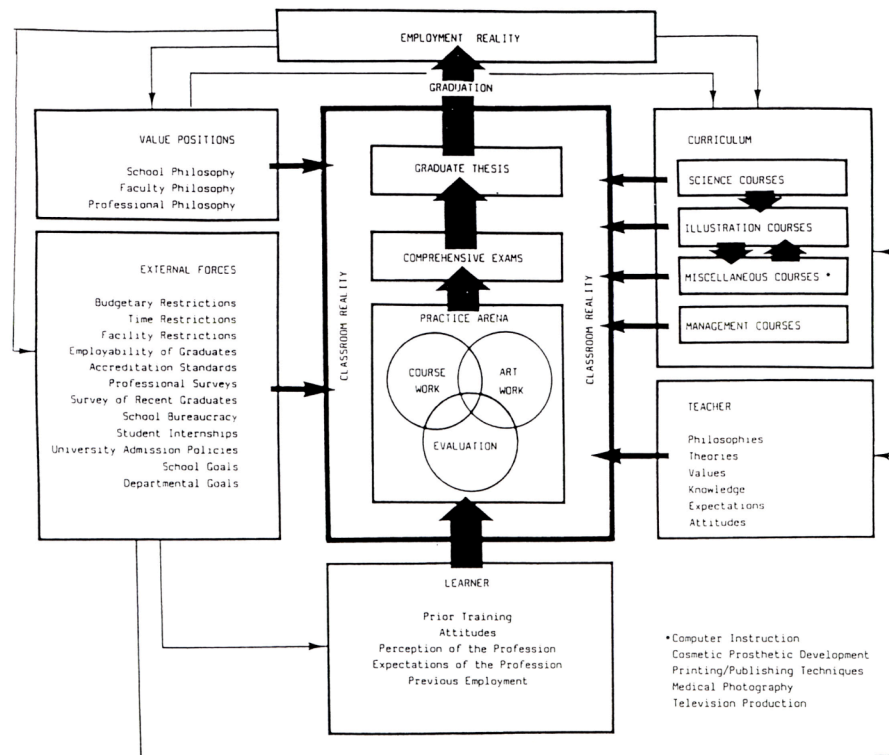 EMPLOYMENT REALITY
GRADUATION
VALUE POSITIONS
School Philosophy
Faculty Philosophy
Professional Philosophy
EXTERNAL FORCES
Budgetary Restrictions
Time Restrictions
Facility Restrictions
Employability of Graduates
Accreditation Standards
Professional Surveys
Survey of Recent Graduates
School Bureaucracy
Student Internships
University Admission Policies
School Goals
Departmental Goals
CLASSROOM REALITY
GRADUATE THESIS
COMPREHENSIVE EXAMS
PRACTICE ARENA
COURSE
WORK
ART
WORK
EVALUATION
CLASSROOM REALITY
LEARNER
Prior Training
Attitudes
Perception of the Profession
Expectations of the Profession
Previous Employment
CURRICULUM
SCIENCE COURSES
ILLUSTRATION COURSES
MISCELLANEOUS COURSES *
MANAGEMENT COURSES
TEACHER
Philosophies
Theories
Values
Knowledge
Expectations
Attitudes
*Computer Instruction
Cosmetic Prosthetic Development
Printing/Publishing Techniques
Medical Photography
Television Production